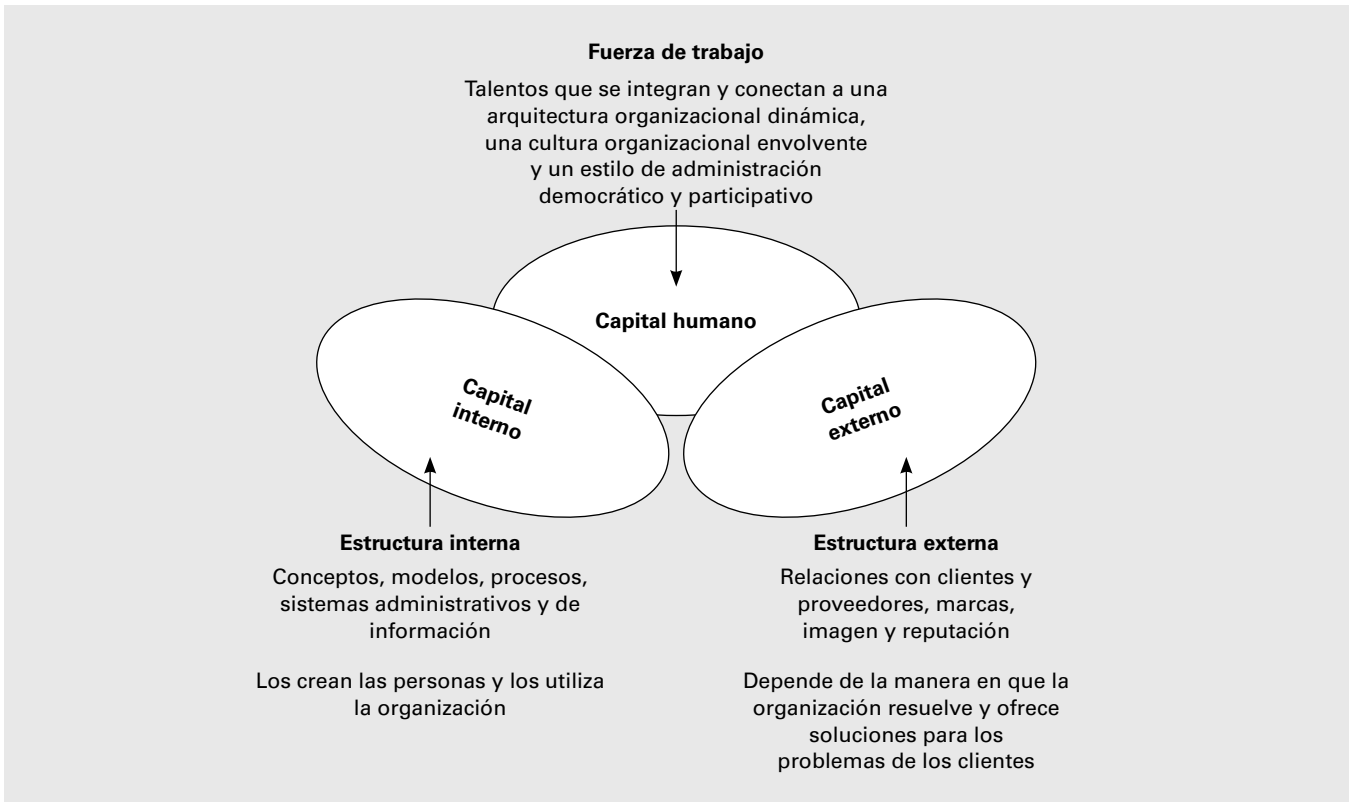 Fuerza de trabajo
Talentos que se integran y conectan a una
arquitectura organizacional dinámica,
una cultura organizacional envolvente
y un estilo de administración
democrático y participativo
Capital humano
Capital
interno
Capital
externo
Estructura interna
Conceptos, modelos, procesos,
sistemas administrativos y de
información
Los crean las personas y los utiliza
la organización
Estructura externa
Relaciones con clientes y
proveedores, marcas,
imagen y reputación
Depende de la manera en que la
organización resuelve y ofrece
soluciones para los
problemas de los clientes